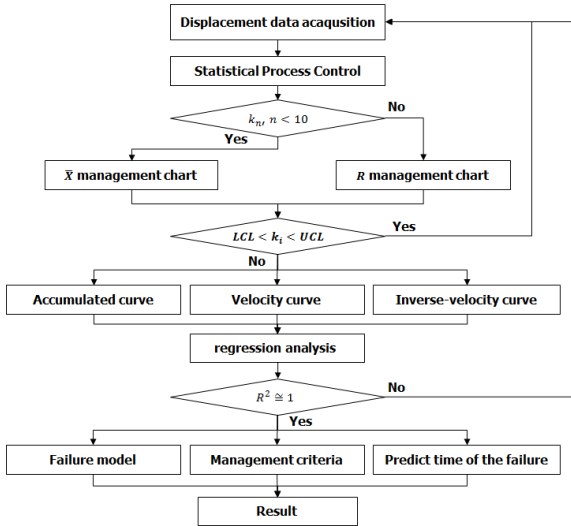 Displacement data acaqusition
Statistical Process Control
kₙ, n < 10
No
Yes
X̄ management chart
R management chart
LCL < kᵢ < UCL
Yes
No
Accumulated curve
Velocity curve
Inverse-velocity curve
regression analysis
R² ≅ 1
No
Yes
Failure model
Management criteria
Predict time of the failure
Result